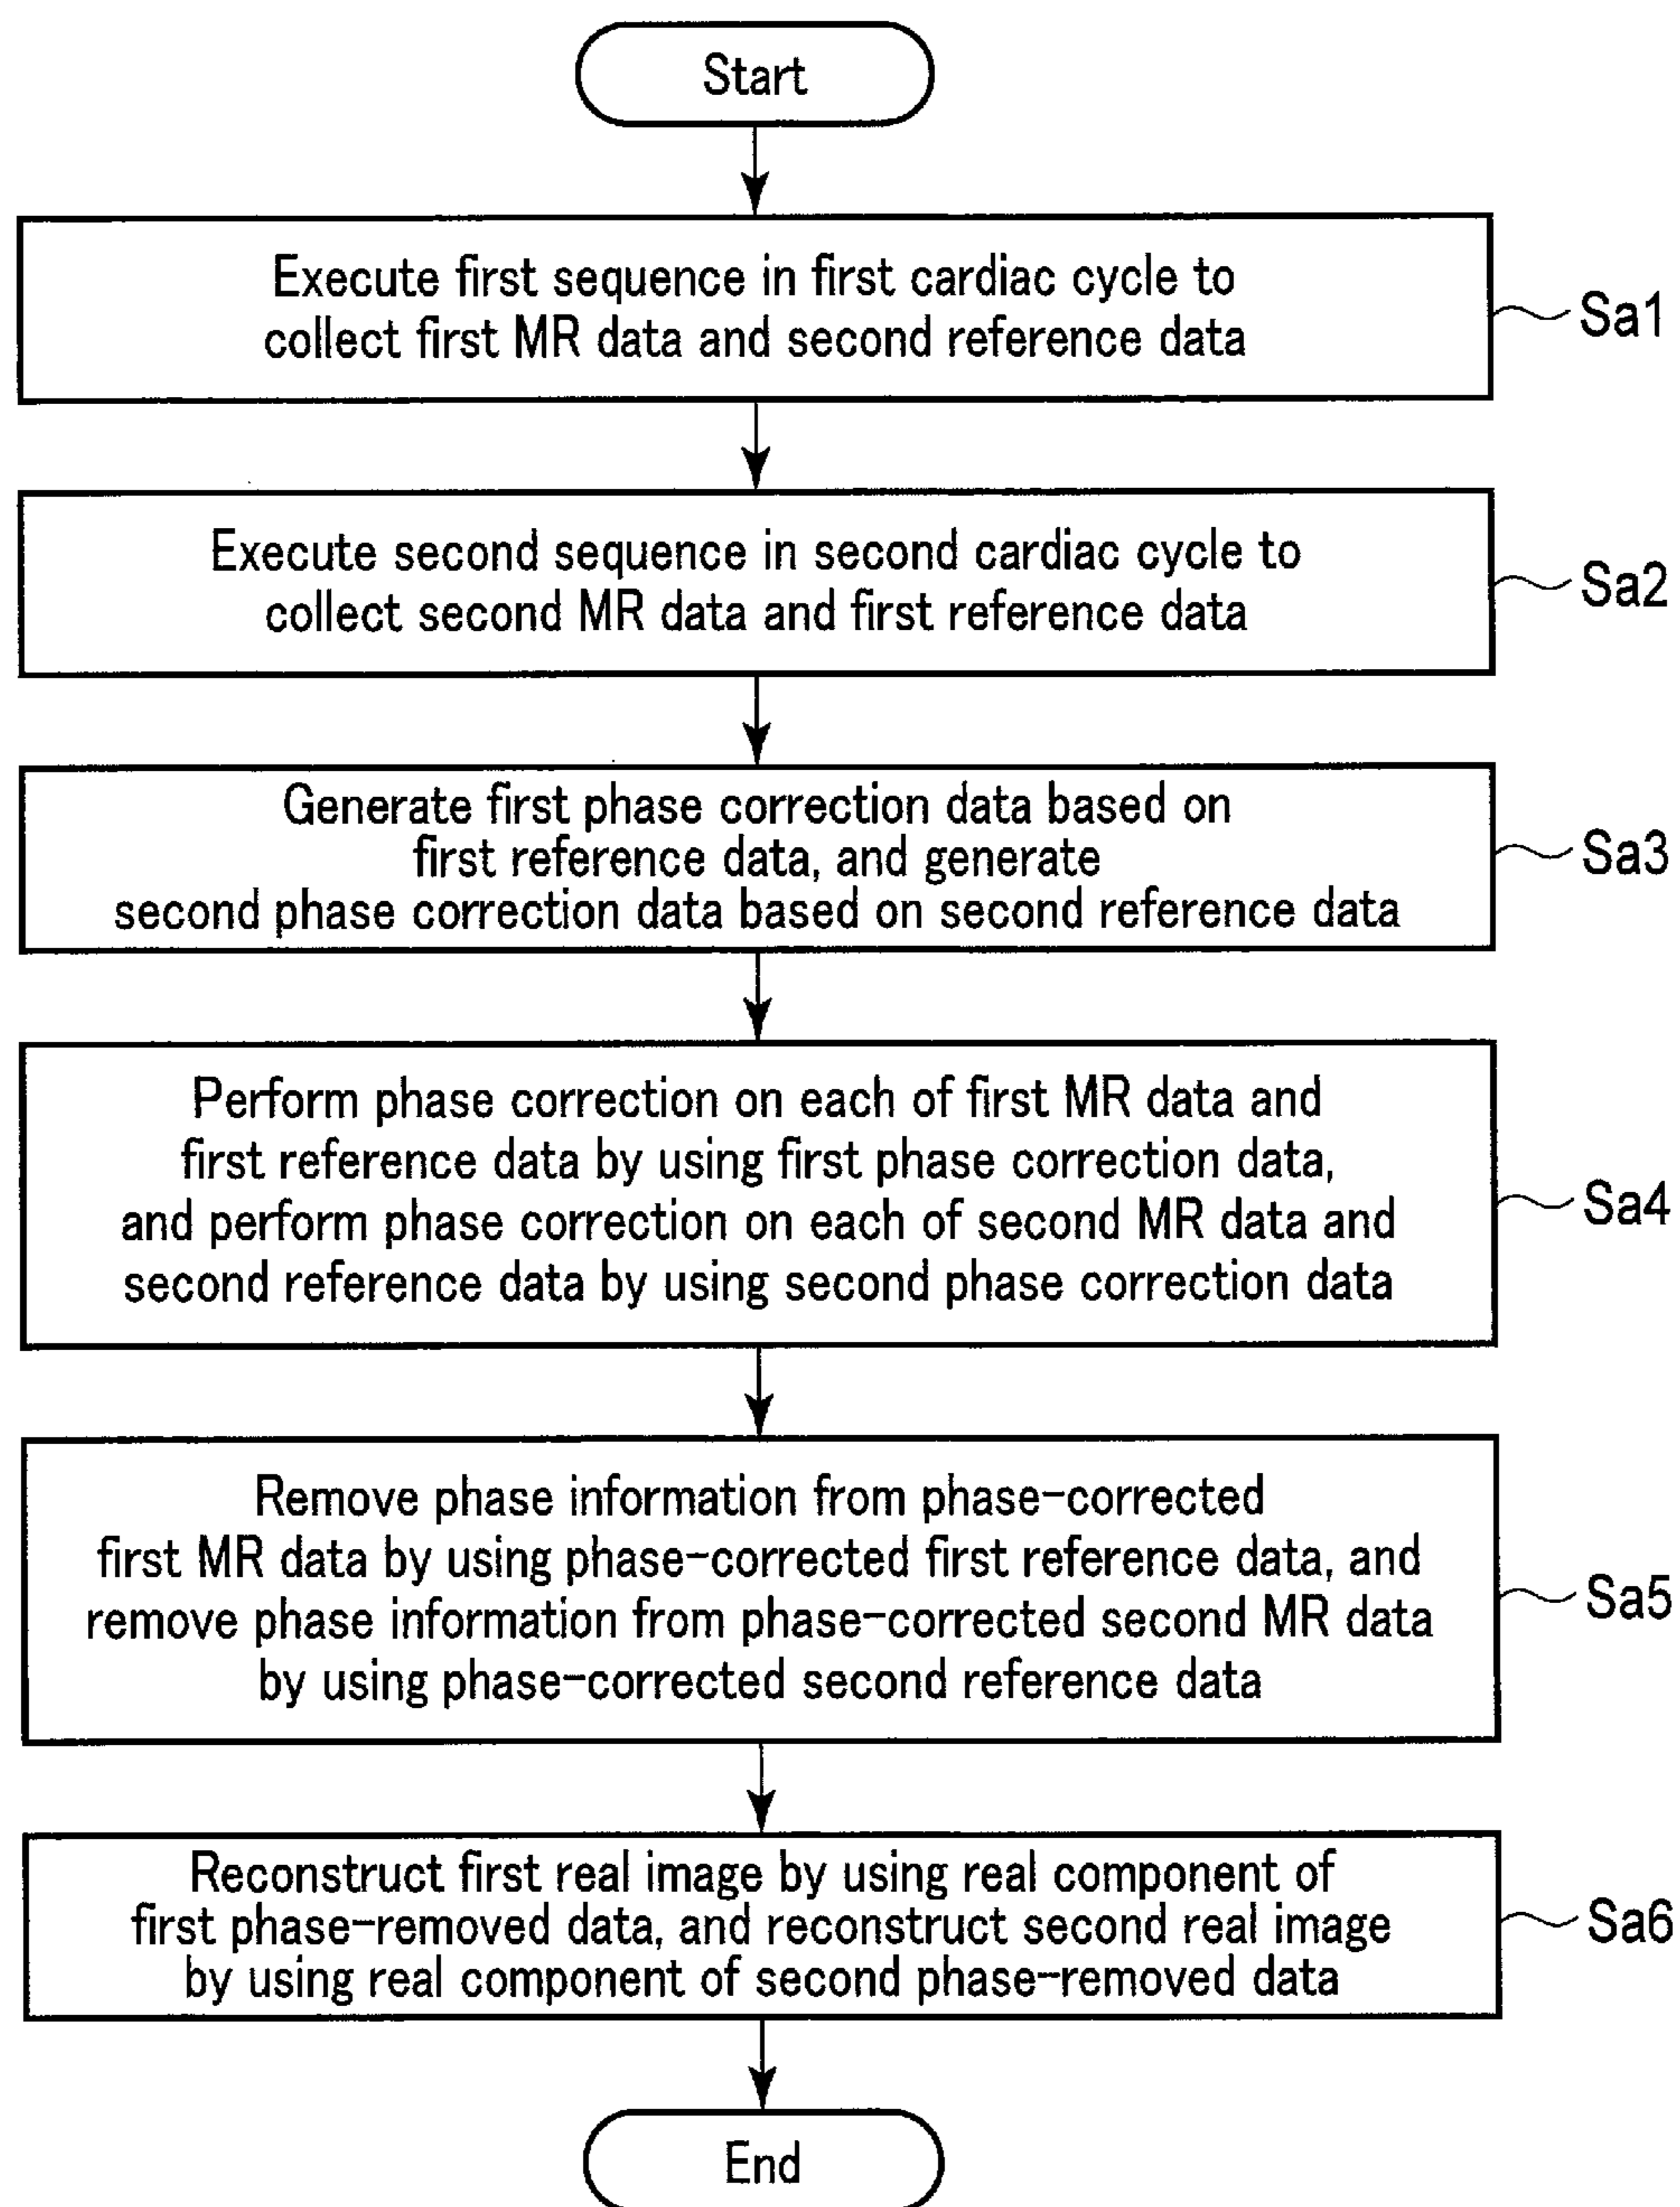 Start
Execute first sequence in first cardiac cycle to
collect first MR data and second reference data
Sa1
Execute second sequence in second cardiac cycle to
collect second MR data and first reference data
Sa2
Generate first phase correction data based on
first reference data, and generate
second phase correction data based on second reference data
Sa3
Perform phase correction on each of first MR data and
first reference data by using first phase correction data,
and perform phase correction on each of second MR data and
second reference data by using second phase correction data
Sa4
Remove phase information from phase-corrected
first MR data by using phase-corrected first reference data, and
remove phase information from phase-corrected second MR data
by using phase-corrected second reference data
Sa5
Reconstruct first real image by using real component of
first phase-removed data, and reconstruct second real image
by using real component of second phase-removed data
Sa6
End